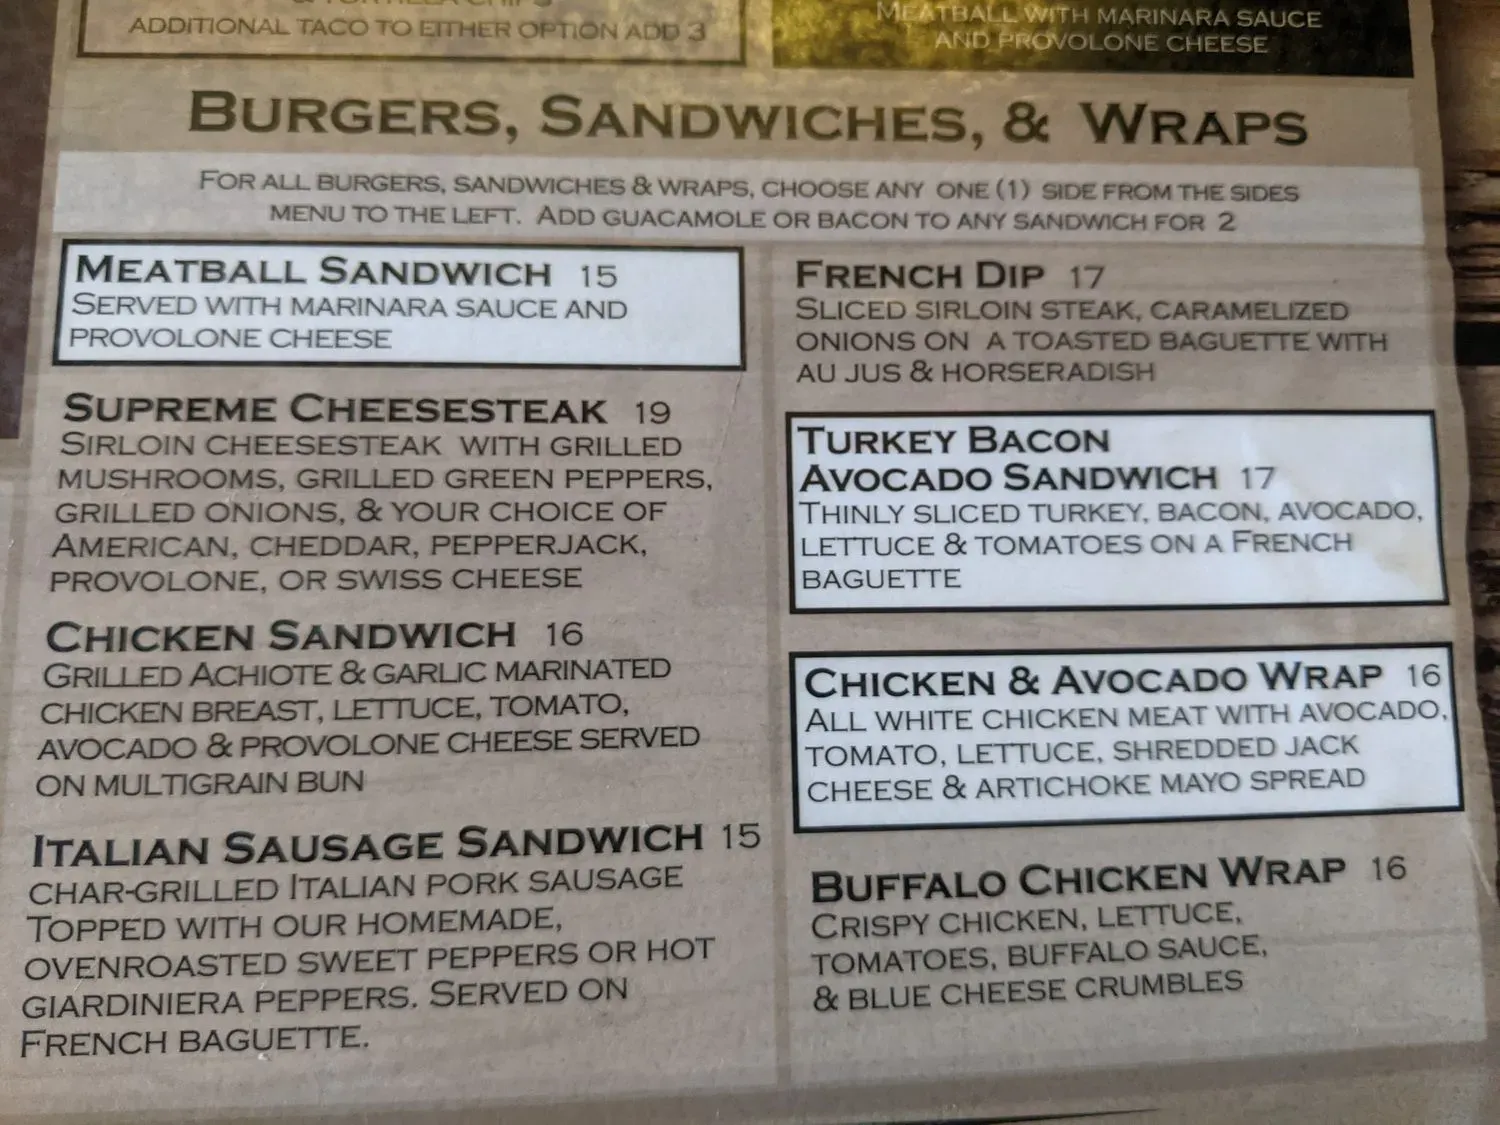 & TORTILLA CHIPS
ADDITIONAL TACO TO EITHER OPTION ADD 3
MEATBALL WITH MARINARA SAUCE
AND PROVOLONE CHEESE
BURGERS, SANDWICHES, & WRAPS
FOR ALL BURGERS, SANDWICHES & WRAPS, CHOOSE ANY ONE (1) SIDE FROM THE SIDES
MENU TO THE LEFT. ADD GUACAMOLE OR BACON TO ANY SANDWICH FOR 2
MEATBALL SANDWICH 15
SERVED WITH MARINARA SAUCE AND
PROVOLONE CHEESE
SUPREME CHEESESTEAK 19
SIRLOIN CHEESESTEAK WITH GRILLED
MUSHROOMS, GRILLED GREEN PEPPERS,
GRILLED ONIONS, & YOUR CHOICE OF
AMERICAN, CHEDDAR, PEPPERJACK,
PROVOLONE, OR SWISS CHEESE
CHICKEN SANDWICH 16
GRILLED ACHIOTE & GARLIC MARINATED
CHICKEN BREAST, LETTUCE, TOMATO,
AVOCADO & PROVOLONE CHEESE SERVED
ON MULTIGRAIN BUN
ITALIAN SAUSAGE SANDWICH 15
CHAR-GRILLED ITALIAN PORK SAUSAGE
TOPPED WITH OUR HOMEMADE,
OVENROASTED SWEET PEPPERS OR HOT
GIARDINIERA PEPPERS. SERVED ON
FRENCH BAGUETTE.
FRENCH DIP 17
SLICED SIRLOIN STEAK, CARAMELIZED
ONIONS ON A TOASTED BAGUETTE WITH
AU JUS & HORSERADISH
TURKEY BACON
AVOCADO SANDWICH 17
THINLY SLICED TURKEY, BACON, AVOCADO,
LETTUCE & TOMATOES ON A FRENCH
BAGUETTE
CHICKEN & AVOCADO WRAP 16
ALL WHITE CHICKEN MEAT WITH AVOCADO,
TOMATO, LETTUCE, SHREDDED JACK
CHEESE & ARTICHOKE MAYO SPREAD
BUFFALO CHICKEN WRAP 16
CRISPY CHICKEN, LETTUCE,
TOMATOES, BUFFALO SAUCE,
& BLUE CHEESE CRUMBLES